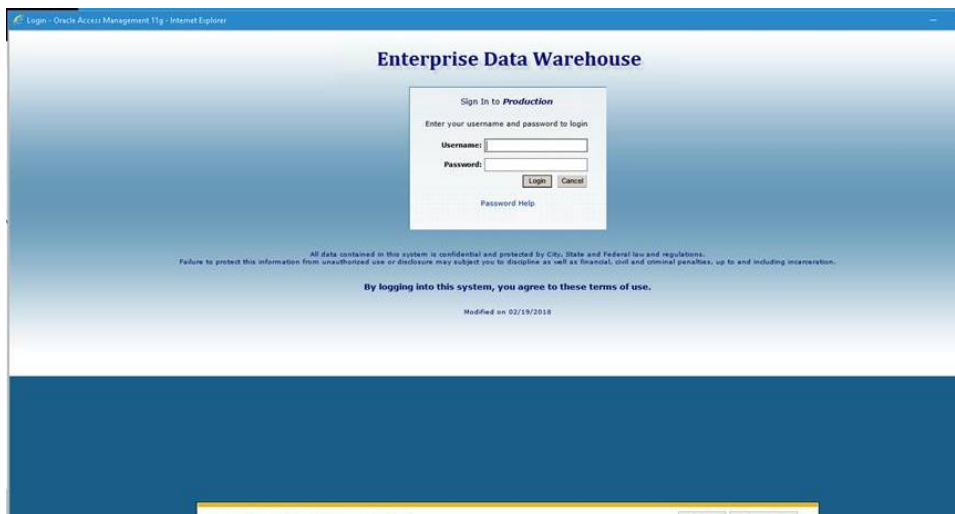 Login - Oracle Access Management 11g - Internet Explorer
Enterprise Data Warehouse
Sign In to Production
Enter your username and password to login
Username:
Password:
Login Cancel
Password Help
All data contained in this system is confidential and protected by City, State and Federal law and regulations.
Failure to protect this information from unauthorized use or disclosure may subject you to discipline as well as financial, civil and criminal penalties, up to and including incarceration.
By logging into this system, you agree to these terms of use.
Modified on 02/19/2018